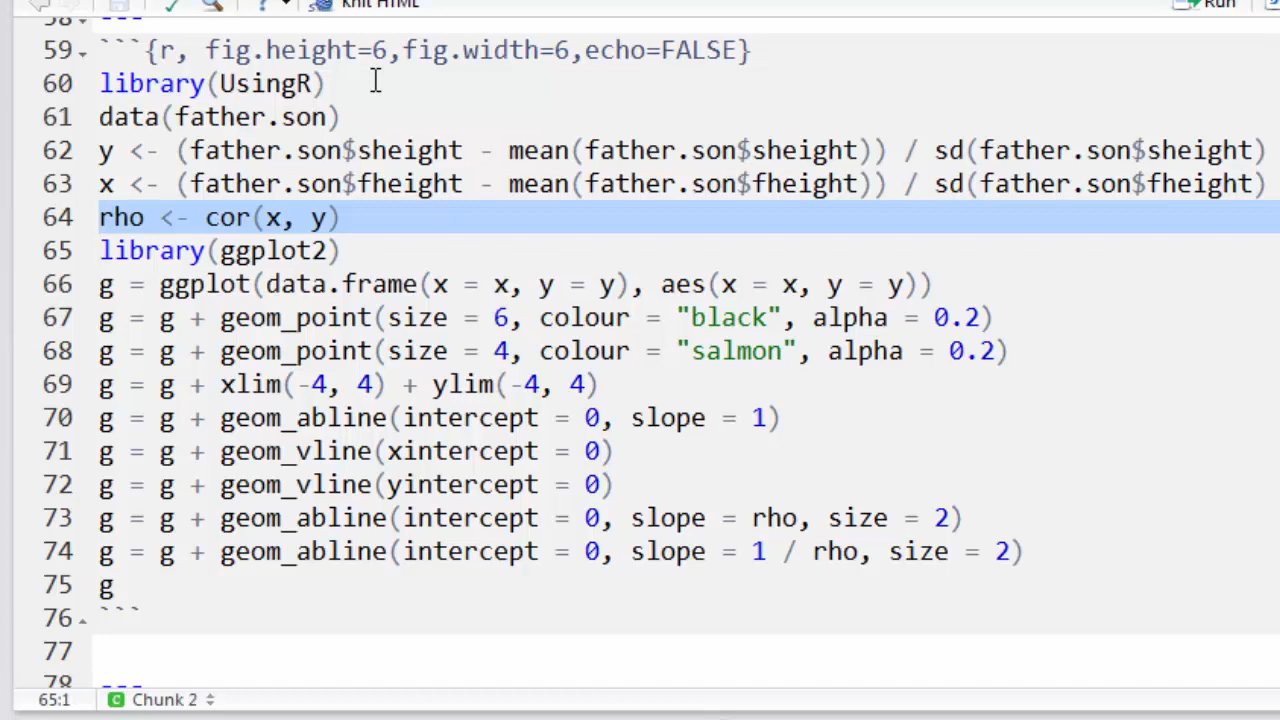 Knit HTML
Run
58 ---
59 ```{r, fig.height=6,fig.width=6,echo=FALSE}
60 library(UsingR)
61 data(father.son)
62 y <- (father.son$sheight - mean(father.son$sheight)) / sd(father.son$sheight)
63 x <- (father.son$fheight - mean(father.son$fheight)) / sd(father.son$fheight)
64 rho <- cor(x, y)
65 library(ggplot2)
66 g = ggplot(data.frame(x = x, y = y), aes(x = x, y = y))
67 g = g + geom_point(size = 6, colour = "black", alpha = 0.2)
68 g = g + geom_point(size = 4, colour = "salmon", alpha = 0.2)
69 g = g + xlim(-4, 4) + ylim(-4, 4)
70 g = g + geom_abline(intercept = 0, slope = 1)
71 g = g + geom_vline(xintercept = 0)
72 g = g + geom_vline(yintercept = 0)
73 g = g + geom_abline(intercept = 0, slope = rho, size = 2)
74 g = g + geom_abline(intercept = 0, slope = 1 / rho, size = 2)
75 g
76 ```
77
78 ---
65:1 C Chunk 2